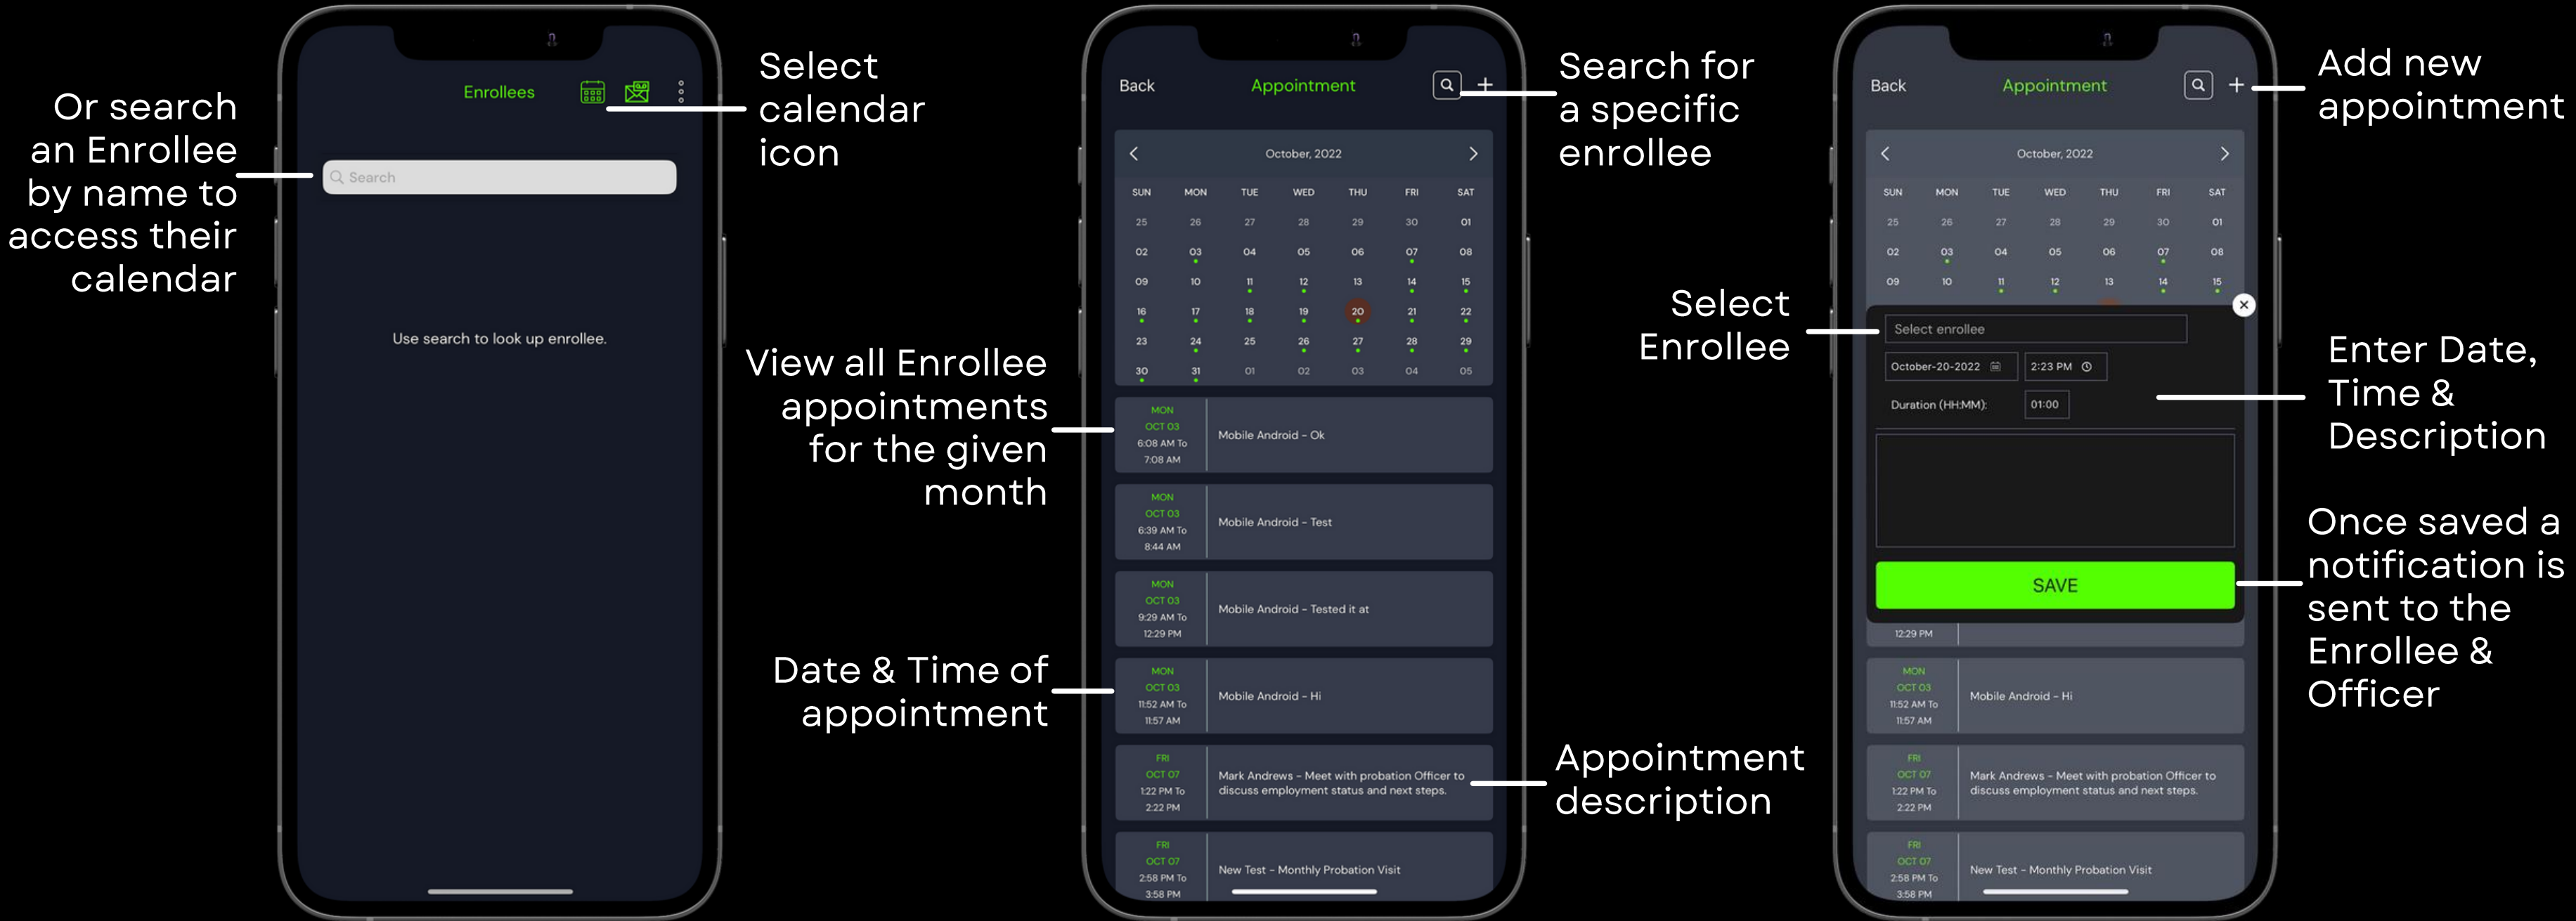 Or search
an Enrollee
by name to
access their
calendar
Enrollees
Search
Use search to look up enrollee.
Select
calendar
icon
View all Enrollee
appointments
for the given
month
Date & Time of
appointment
Back
Appointment
October, 2022
SUN MON TUE WED THU FRI SAT
25 26 27 28 29 30 01
02 03 04 05 06 07 08
09 10 11 12 13 14 15
16 17 18 19 20 21 22
23 24 25 26 27 28 29
30 31 01 02 03 04 05
MON
OCT 03
6:08 AM To
7:08 AM
Mobile Android - Ok
MON
OCT 03
6:39 AM To
8:44 AM
Mobile Android - Test
MON
OCT 03
9:29 AM To
12:29 PM
Mobile Android - Tested it at
MON
OCT 03
11:52 AM To
11:57 AM
Mobile Android - Hi
FRI
OCT 07
1:22 PM To
2:22 PM
Mark Andrews - Meet with probation Officer to
discuss employment status and next steps.
FRI
OCT 07
2:58 PM To
3:58 PM
New Test - Monthly Probation Visit
Search for
a specific
enrollee
Appointment
description
Select
Enrollee
Back
Appointment
October, 2022
SUN MON TUE WED THU FRI SAT
25 26 27 28 29 30 01
02 03 04 05 06 07 08
09 10 11 12 13 14 15
Select enrollee
October-20-2022
2:23 PM
Duration (HH:MM):
01:00
SAVE
12:29 PM
MON
OCT 03
11:52 AM To
11:57 AM
Mobile Android - Hi
FRI
OCT 07
1:22 PM To
2:22 PM
Mark Andrews - Meet with probation Officer to
discuss employment status and next steps.
FRI
OCT 07
2:58 PM To
3:58 PM
New Test - Monthly Probation Visit
Add new
appointment
Enter Date,
Time &
Description
Once saved a
notification is
sent to the
Enrollee &
Officer